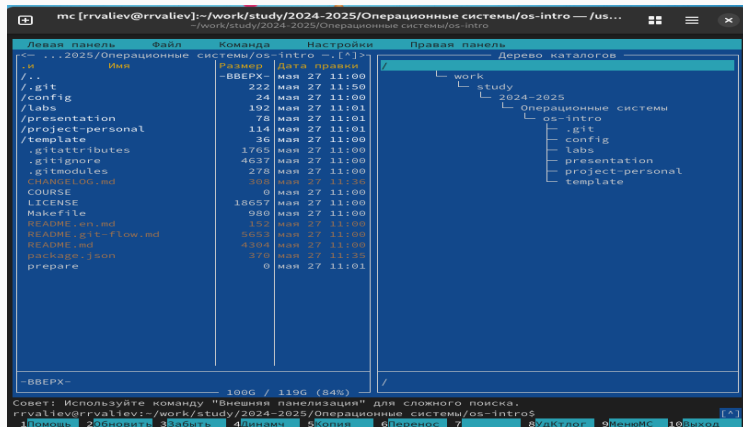 mc [rrvaliev@rrvaliev]:~/work/study/2024-2025/Операционные системы/os-intro — /us...
~/work/study/2024-2025/Операционные системы/os-intro
Левая панель Файл Команда Настройки Правая панель
<— ...2025/Операционные системы/os-intro —.[^]>
Дерево каталогов
.и Имя Размер Дата правки
/.. -ВВЕРХ- мая 27 11:00
/.git 222 мая 27 11:50
/config 24 мая 27 11:00
/labs 192 мая 27 11:01
/presentation 78 мая 27 11:01
/project-personal 114 мая 27 11:01
/template 36 мая 27 11:00
.gitattributes 1765 мая 27 11:00
.gitignore 4637 мая 27 11:00
.gitmodules 278 мая 27 11:00
CHANGELOG.md 308 мая 27 11:36
COURSE 0 мая 27 11:00
LICENSE 18657 мая 27 11:00
Makefile 980 мая 27 11:00
README.en.md 152 мая 27 11:00
README.git-flow.md 5653 мая 27 11:00
README.md 4304 мая 27 11:00
package.json 370 мая 27 11:35
prepare 0 мая 27 11:01
-ВВЕРХ-
100G / 119G (84%)
/
work
study
2024-2025
Операционные системы
os-intro
.git
config
labs
presentation
project-personal
template
/
Совет: Используйте команду "Внешняя панелизация" для сложного поиска.
rrvaliev@rrvaliev:~/work/study/2024-2025/Операционные системы/os-intro$ [^]
1Помощь 2Обновить 3Забыть 4Динамч 5Копия 6Перенос 7 8УдКтлог 9МенюМС 10Выход